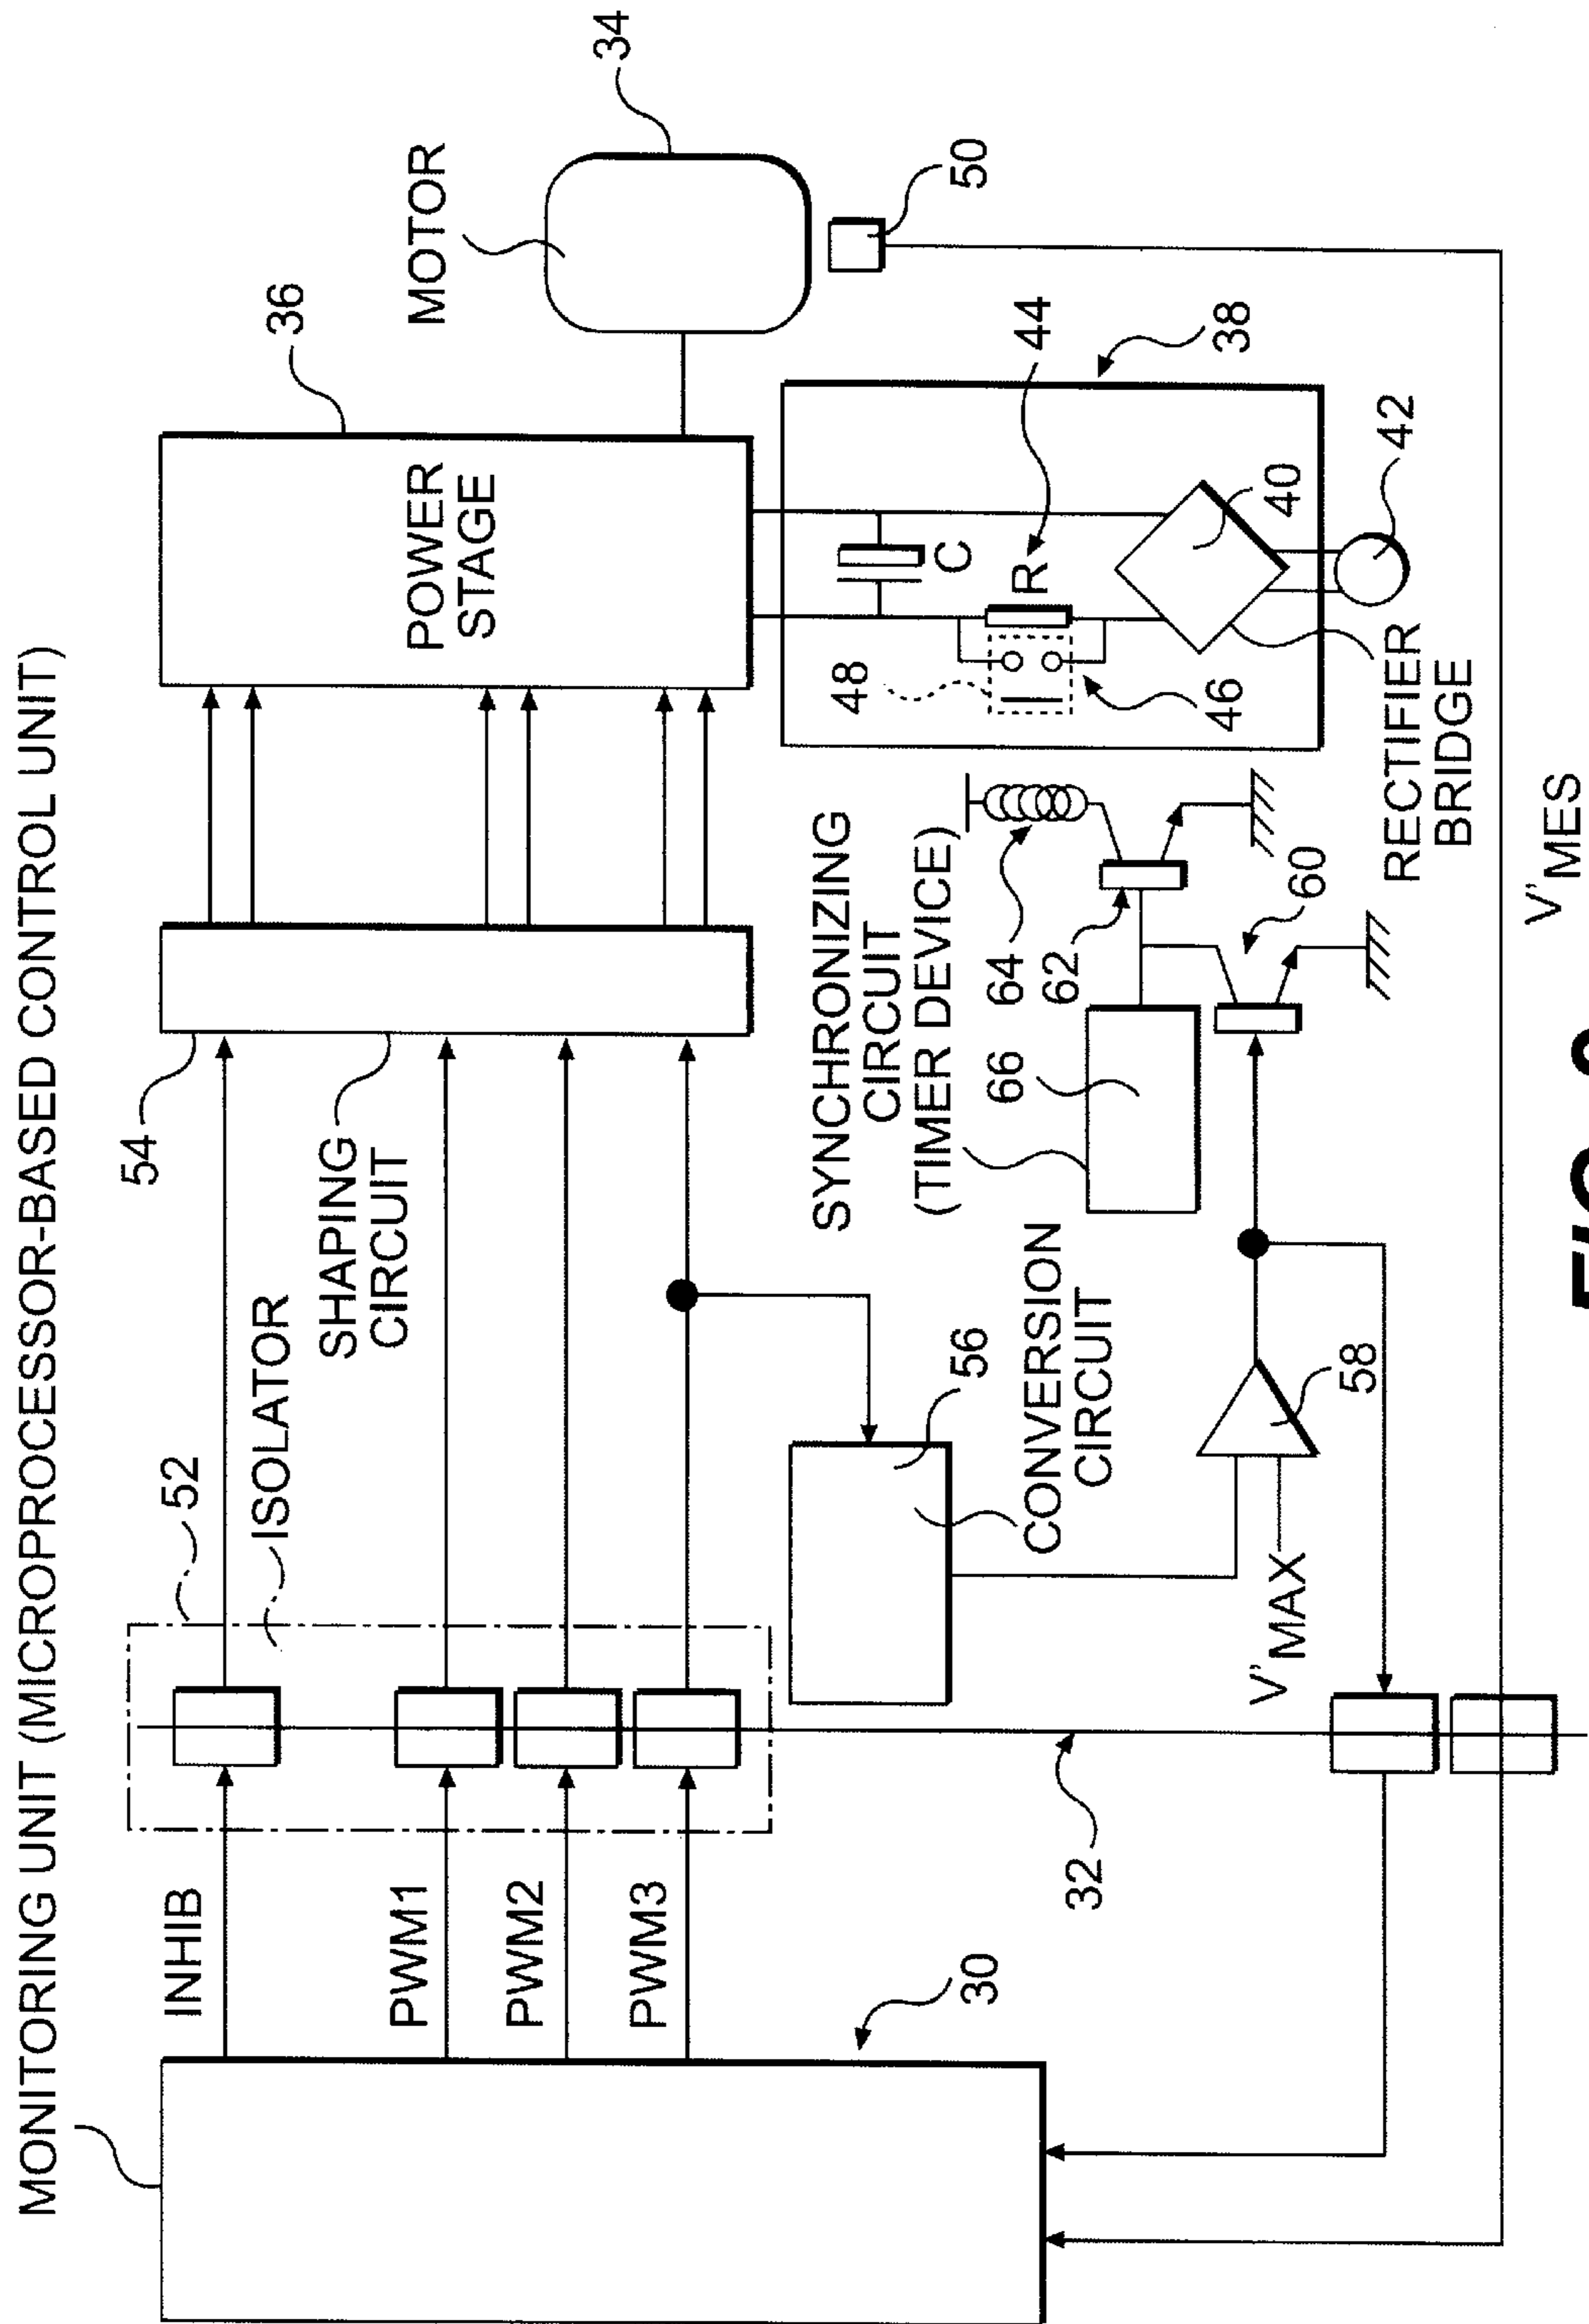 MONITORING UNIT (MICROPROCESSOR-BASED CONTROL UNIT)
52
ISOLATOR
54
SHAPING
CIRCUIT
36
POWER
STAGE
MOTOR
34
INHIB
PWM1
PWM2
PWM3
30
32
56
CONVERSION
CIRCUIT
V'MAX
58
SYNCHRONIZING
CIRCUIT
(TIMER DEVICE)
66
64
62
60
48
C
R
44
46
38
40
42
50
RECTIFIER
BRIDGE
V'MES